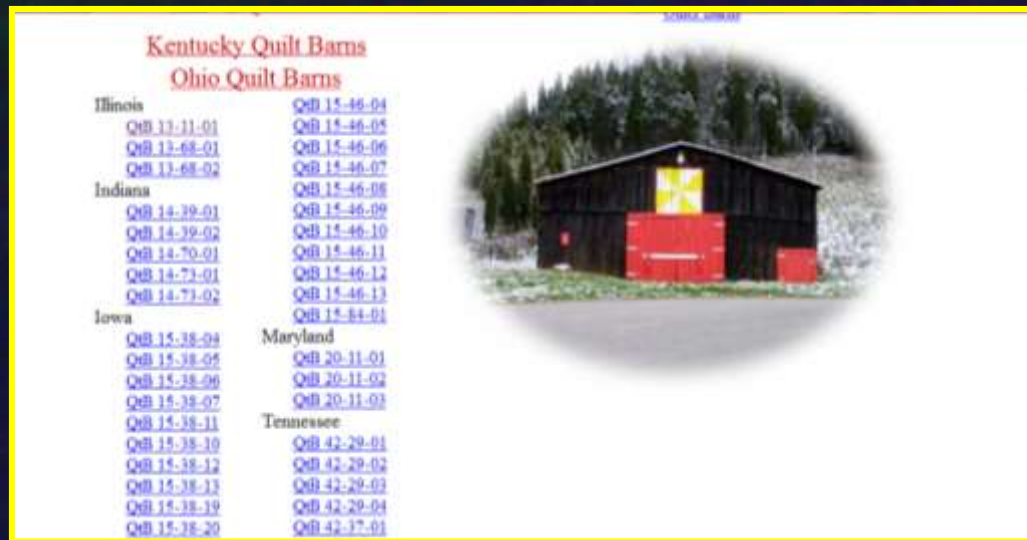 Kentucky Quilt Barns
Ohio Quilt Barns
Illinois
QtB 13-11-01
QtB 13-68-01
QtB 13-68-02
Indiana
QtB 14-39-01
QtB 14-39-02
QtB 14-70-01
QtB 14-73-01
QtB 14-73-02
Iowa
QtB 15-38-04
QtB 15-38-05
QtB 15-38-06
QtB 15-38-07
QtB 15-38-11
QtB 15-38-10
QtB 15-38-12
QtB 15-38-13
QtB 15-38-19
QtB 15-38-20
QtB 15-46-04
QtB 15-46-05
QtB 15-46-06
QtB 15-46-07
QtB 15-46-08
QtB 15-46-09
QtB 15-46-10
QtB 15-46-11
QtB 15-46-12
QtB 15-46-13
QtB 15-84-01
Maryland
QtB 20-11-01
QtB 20-11-02
QtB 20-11-03
Tennessee
QtB 42-29-01
QtB 42-29-02
QtB 42-29-03
QtB 42-29-04
QtB 42-37-01